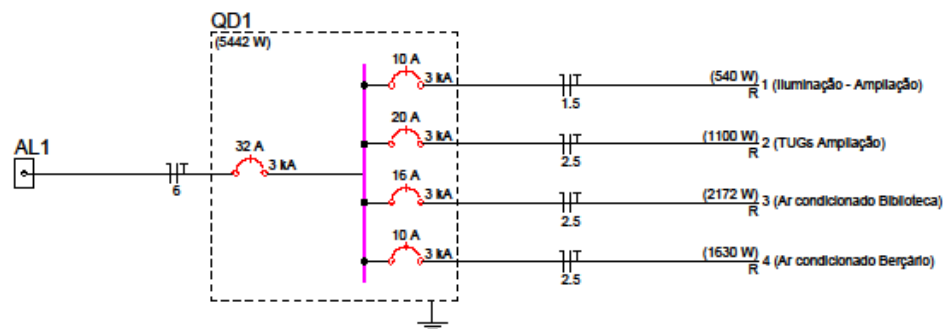 QD1
(5442 W)
10 A
3 kA
T
1.5
(540 W)
R
1 (Iluminação - Ampliação)
20 A
3 kA
T
2.5
(1100 W)
R
2 (TUGs Ampliação)
AL1
T
6
32 A
3 kA
16 A
3 kA
T
2.5
(2172 W)
R
3 (Ar condicionado Biblioteca)
10 A
3 kA
T
2.5
(1630 W)
R
4 (Ar condicionado Berçário)